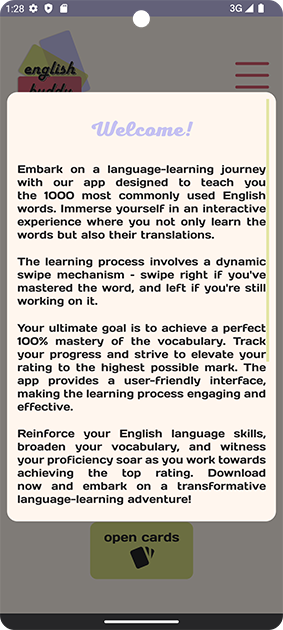 1:28
3G
english
buddy
Welcome!
Embark on a language-learning journey
with our app designed to teach you
the 1000 most commonly used English
words. Immerse yourself in an interactive
experience where you not only learn the
words but also their translations.
The learning process involves a dynamic
swipe mechanism - swipe right if you've
mastered the word, and left if you're still
working on it.
Your ultimate goal is to achieve a perfect
100% mastery of the vocabulary. Track
your progress and strive to elevate your
rating to the highest possible mark. The
app provides a user-friendly interface,
making the learning process engaging and
effective.
Reinforce your English language skills,
broaden your vocabulary, and witness
your proficiency soar as you work towards
achieving the top rating. Download
now and embark on a transformative
language-learning adventure!
open cards